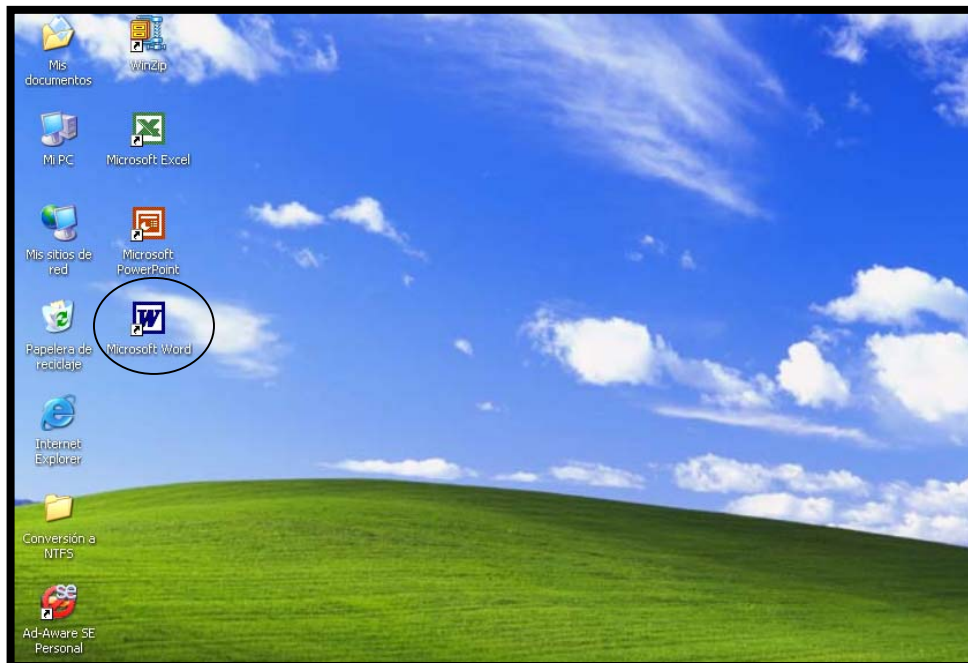 Mis
documentos
WinZip
Mi PC
Microsoft Excel
Mis sitios de
red
Microsoft
PowerPoint
Papelera de
reciclaje
Microsoft Word
Internet
Explorer
Conversión a
NTFS
Ad-Aware SE
Personal